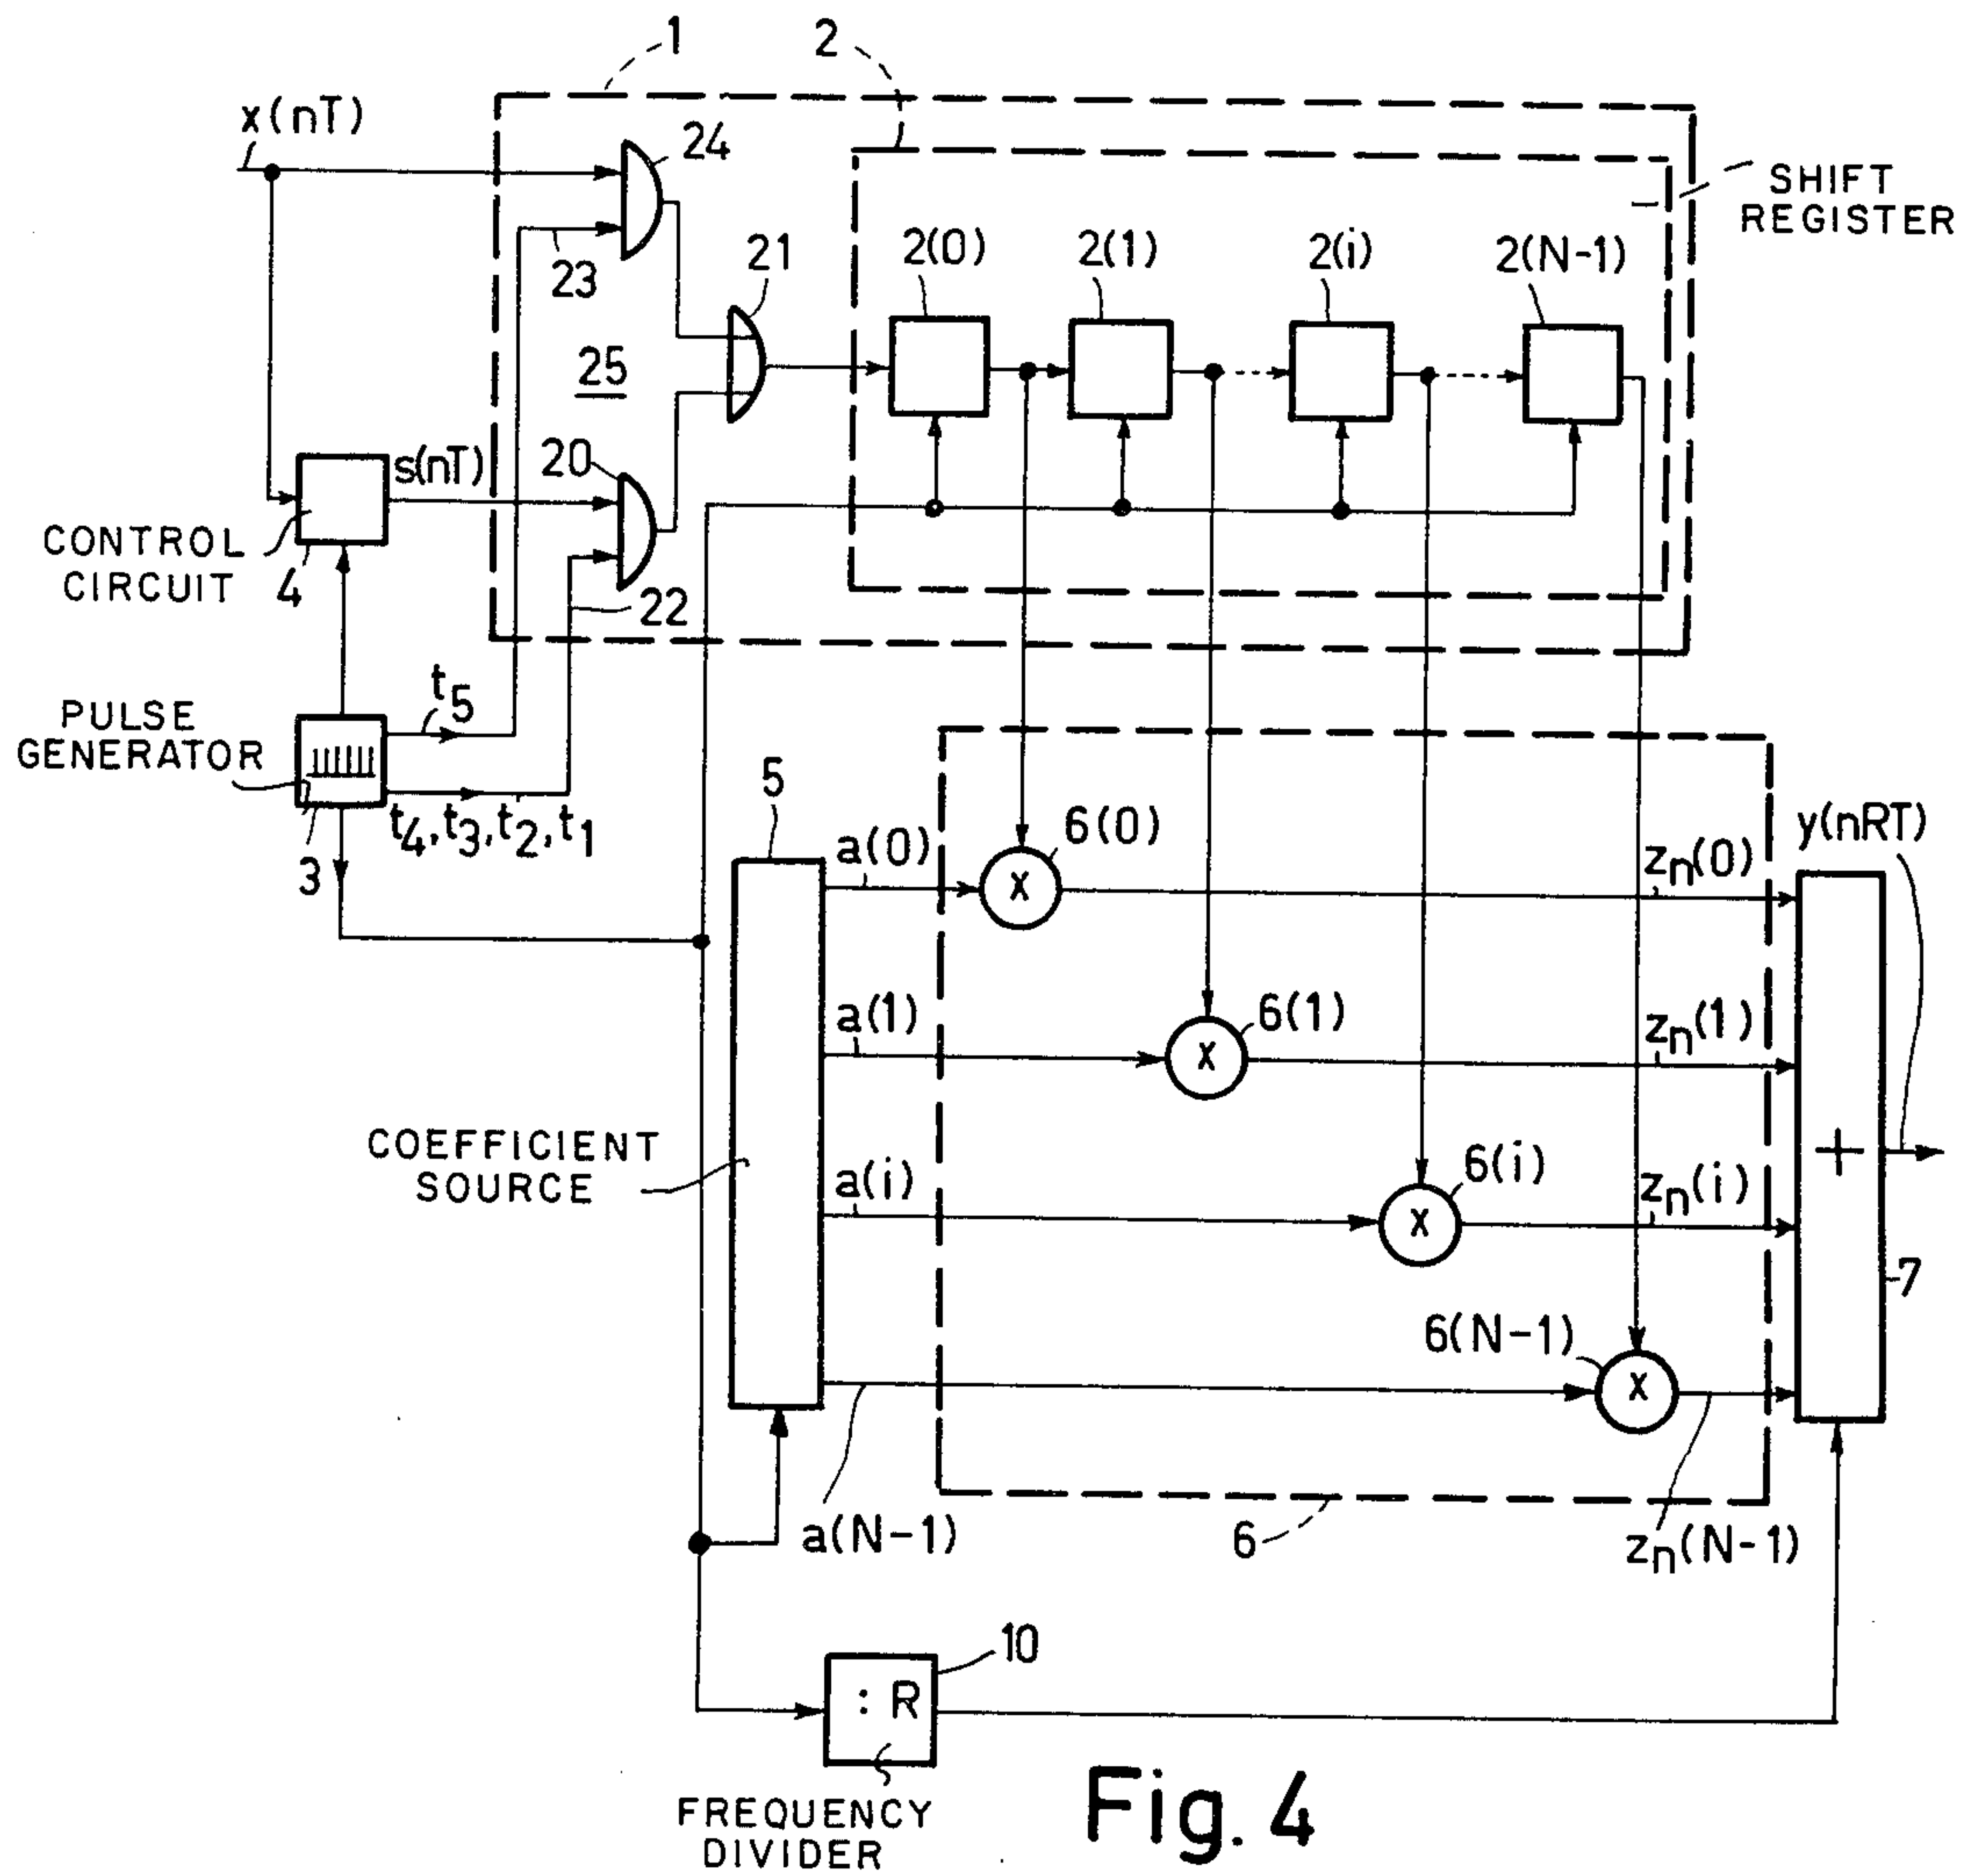 1
2
x(nT)
24
SHIFT
REGISTER
23
21
2(0)
2(1)
2(i)
2(N-1)
25
s(nT)
20
CONTROL
CIRCUIT
4
22
t5
PULSE
GENERATOR
t4, t3, t2, t1
3
5
a(0)
6(0)
zn(0)
y(nRT)
a(1)
6(1)
zn(1)
COEFFICIENT
SOURCE
a(i)
6(i)
zn(i)
+
7
6(N-1)
X
X
X
X
a(N-1)
6
zn(N-1)
10
: R
FREQUENCY
DIVIDER
Fig. 4